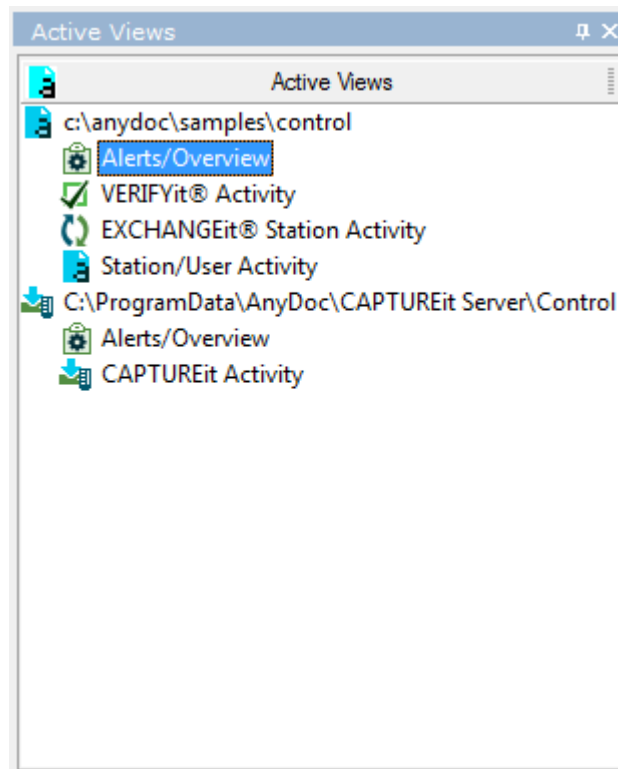 Active Views
Active Views
c:\anydoc\samples\control
Alerts/Overview
VERIFYit® Activity
EXCHANGEit® Station Activity
Station/User Activity
C:\ProgramData\AnyDoc\CAPTUREit Server\Control
Alerts/Overview
CAPTUREit Activity